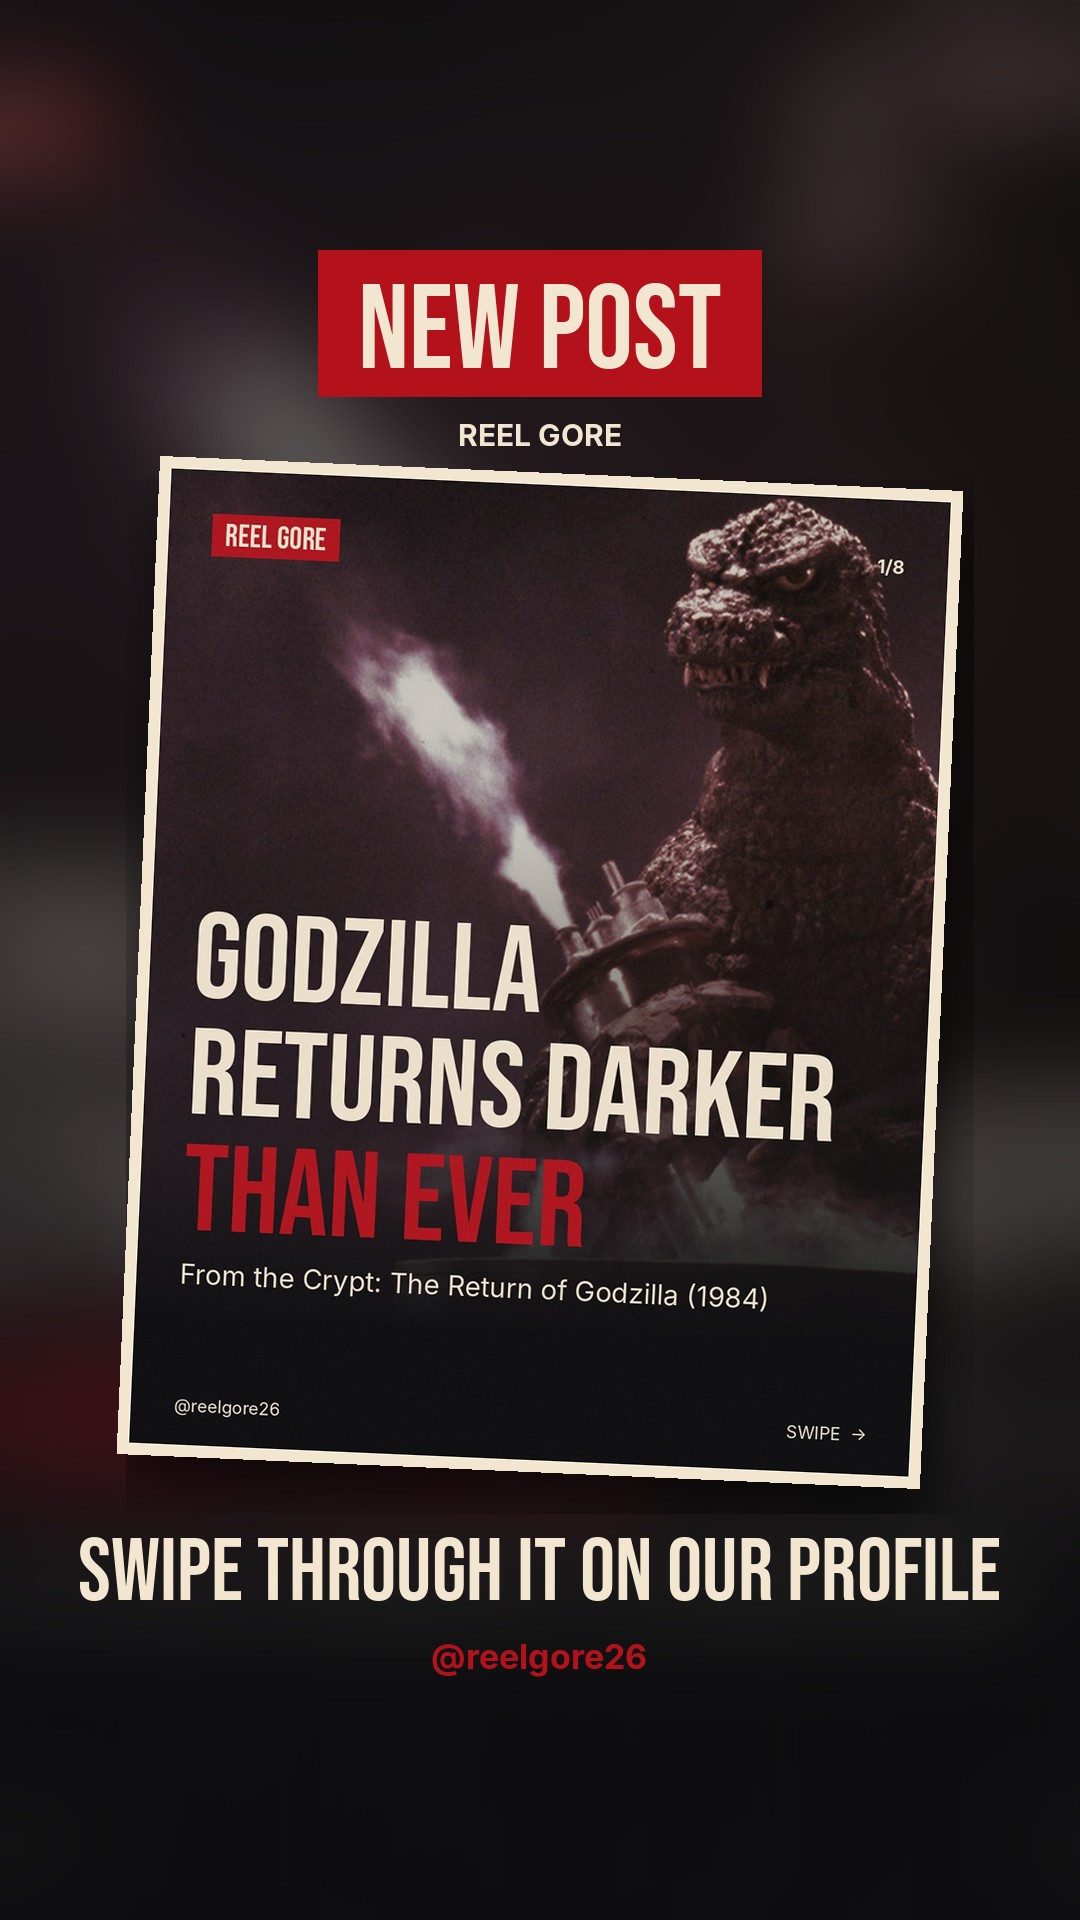 NEW POST
REEL GORE
REEL GORE
1/8
GODZILLA
RETURNS DARKER
THAN EVER
From the Crypt: The Return of Godzilla (1984)
@reelgore26
SWIPE →
SWIPE THROUGH IT ON OUR PROFILE
@reelgore26